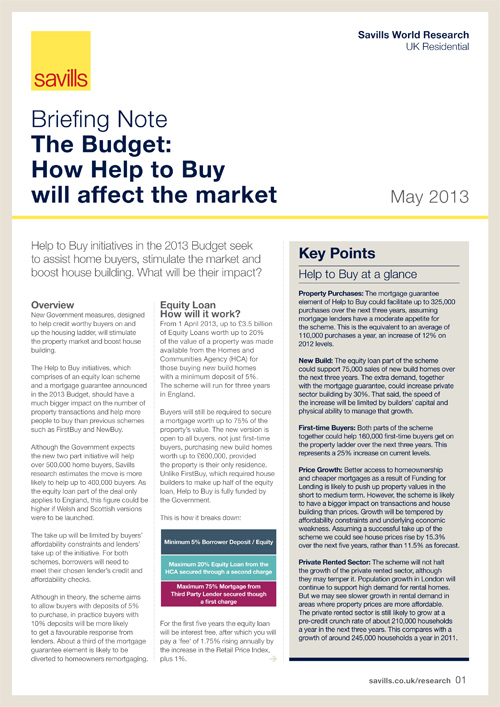 Savills World Research
UK Residential
savills
Briefing Note
The Budget:
How Help to Buy
will affect the market
May 2013
Help to Buy initiatives in the 2013 Budget seek
to assist home buyers, stimulate the market and
boost house building. What will be their impact?
Overview
New Government measures, designed
to help credit worthy buyers on and
up the housing ladder, will stimulate
the property market and boost house
building.
The Help to Buy initiatives, which
comprises of an equity loan scheme
and a mortgage guarantee announced
in the 2013 Budget, should have a
much bigger impact on the number of
property transactions and help more
people to buy than previous schemes
such as FirstBuy and NewBuy.
Although the Government expects
the new two part initiative will help
over 500,000 home buyers, Savills
research estimates the move is more
likely to help up to 400,000 buyers. As
the equity loan part of the deal only
applies to England, this figure could be
higher if Welsh and Scottish versions
were to be launched.
The take up will be limited by buyers'
affordability constraints and lenders'
take up of the initiative. For both
schemes, borrowers will need to
meet their chosen lender's credit and
affordability checks.
Although in theory, the scheme aims
to allow buyers with deposits of 5%
to purchase, in practice buyers with
10% deposits will be more likely
to get a favourable response from
lenders. About a third of the mortgage
guarantee element is likely to be
diverted to homeowners remortgaging.
Equity Loan
How will it work?
From 1 April 2013, up to £3.5 billion
of Equity Loans worth up to 20%
of the value of a property was made
available from the Homes and
Communities Agency (HCA) for
those buying new build homes
with a minimum deposit of 5%.
The scheme will run for three years
in England.
Buyers will still be required to secure
a mortgage worth up to 75% of the
property's value. The new version is
open to all buyers, not just first-time
buyers, purchasing new build homes
worth up to £600,000, provided
the property is their only residence.
Unlike FirstBuy, which required house
builders to make up half of the equity
loan, Help to Buy is fully funded by
the Government.
This is how it breaks down:
Minimum 5% Borrower Deposit / Equity
Maximum 20% Equity Loan from the
HCA secured through a second charge
Maximum 75% Mortgage from
Third Party Lender secured though
a first charge
For the first five years the equity loan
will be interest free, after which you will
pay a 'fee' of 1.75% rising annually by
the increase in the Retail Price Index,
plus 1%.
Key Points
Help to Buy at a glance
Property Purchases: The mortgage guarantee
element of Help to Buy could facilitate up to 325,000
purchases over the next three years, assuming
mortgage lenders have a moderate appetite for
the scheme. This is the equivalent to an average of
110,000 purchases a year, an increase of 12% on
2012 levels.
New Build: The equity loan part of the scheme
could support 75,000 sales of new build homes over
the next three years. The extra demand, together
with the mortgage guarantee, could increase private
sector building by 30%. That said, the speed of
the increase will be limited by builders' capital and
physical ability to manage that growth.
First-time Buyers: Both parts of the scheme
together could help 160,000 first-time buyers get on
the property ladder over the next three years. This
represents a 25% increase on current levels.
Price Growth: Better access to homeownership
and cheaper mortgages as a result of Funding for
Lending is likely to push up property values in the
short to medium term. However, the scheme is likely
to have a bigger impact on transactions and house
building than prices. Growth will be tempered by
affordability constraints and underlying economic
weakness. Assuming a successful take up of the
scheme we could see house prices rise by 15.3%
over the next five years, rather than 11.5% as forecast.
Private Rented Sector: The scheme will not halt
the growth of the private rented sector, although
they may temper it. Population growth in London will
continue to support high demand for rental homes.
But we may see slower growth in rental demand in
areas where property prices are more affordable.
The private rented sector is still likely to grow at a
pre-credit crunch rate of about 210,000 households
a year in the next three years. This compares with a
growth of around 245,000 households a year in 2011.
savills.co.uk/research 01